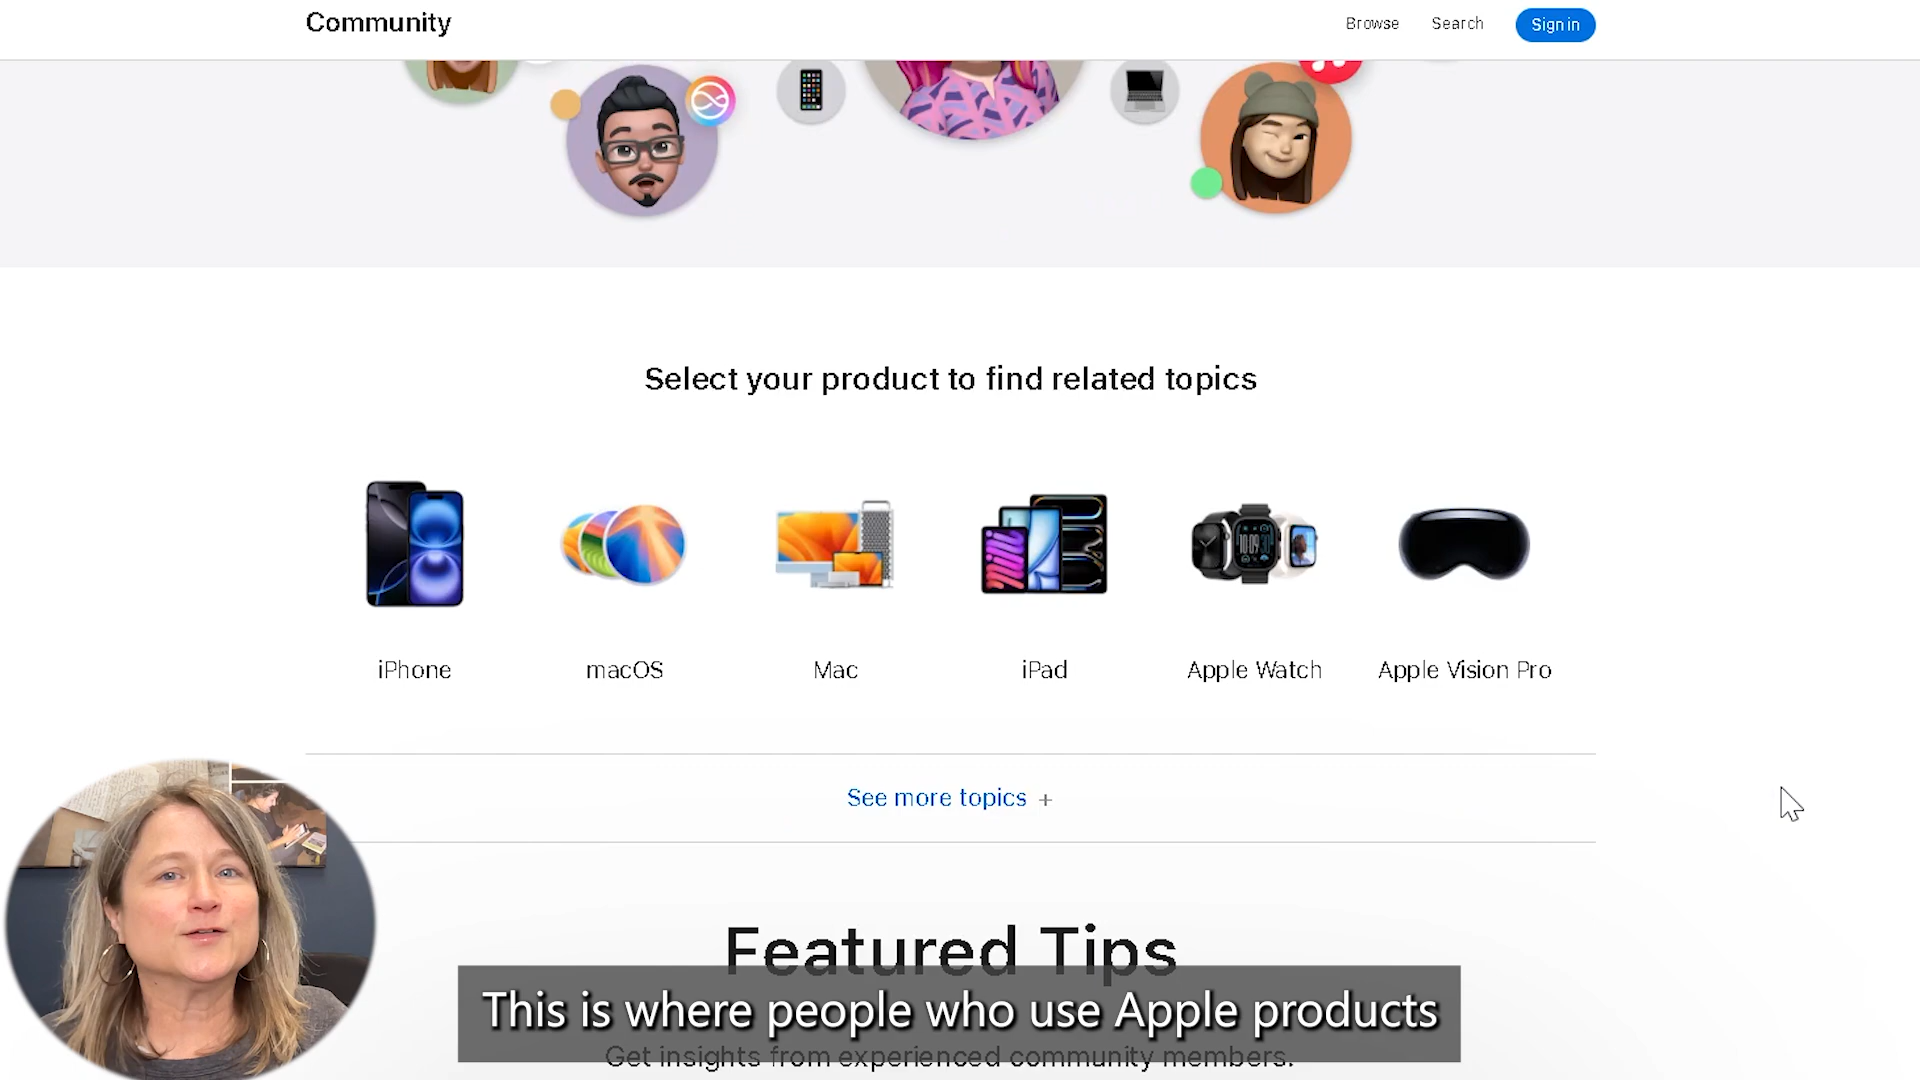 Community
Browse
Search
Sign in
Select your product to find related topics
iPhone
macOS
Mac
iPad
Apple Watch
Apple Vision Pro
See more topics +
Featured Tips
This is where people who use Apple products
Get insights from experienced community members.